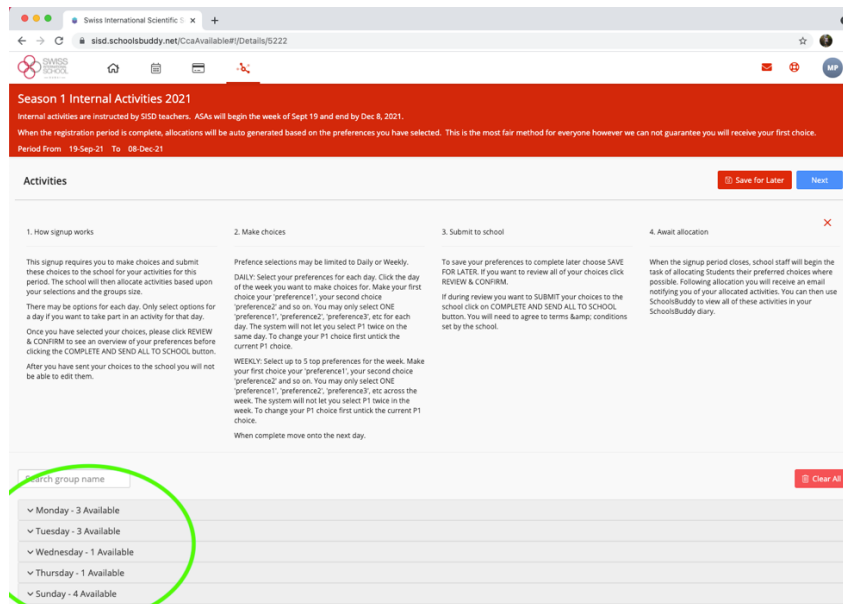 Swiss International Scientific S
sisd.schoolsbuddy.net/CcaAvailable#!/Details/5222
SWISS
INTERNATIONAL
SCHOOL
MP
Season 1 Internal Activities 2021
Internal activities are instructed by SISD teachers. ASAs will begin the week of Sept 19 and end by Dec 8, 2021.
When the registration period is complete, allocations will be auto generated based on the preferences you have selected. This is the most fair method for everyone however we can not guarantee you will receive your first choice.
Period From 19-Sep-21 To 08-Dec-21
Activities
Save for Later
Next
1. How signup works
This signup requires you to make choices and submit
these choices to the school for your activities for this
period. The school will then allocate activities based upon
your selections and the groups size.
There may be options for each day. Only select options for
a day if you want to take part in an activity for that day.
Once you have selected your choices, please click REVIEW
& CONFIRM to see an overview of your preferences before
clicking the COMPLETE AND SEND ALL TO SCHOOL button.
After you have sent your choices to the school you will not
be able to edit them.
2. Make choices
Prefence selections may be limited to Daily or Weekly.
DAILY: Select your preferences for each day. Click the day
of the week you want to make choices for. Make your first
choice your 'preference1', your second choice
'preference2' and so on. You may only select ONE
'preference1', 'preference2', 'preference3', etc for each
day. The system will not let you select P1 twice on the
same day. To change your P1 choice first untick the
current P1 choice.
WEEKLY: Select up to 5 top preferences for the week. Make
your first choice your 'preference1', your second choice
'preference2' and so on. You may only select ONE
'preference1', 'preference2', 'preference3', etc across the
week. The system will not let you select P1 twice in the
week. To change your P1 choice first untick the current P1
choice.
When complete move onto the next day.
3. Submit to school
To save your preferences to complete later choose SAVE
FOR LATER. If you want to review all of your choices click
REVIEW & CONFIRM.
If during review you want to SUBMIT your choices to the
school click on COMPLETE AND SEND ALL TO SCHOOL
button. You will need to agree to terms &amp; conditions
set by the school.
4. Await allocation
When the signup period closes, school staff will begin the
task of allocating Students their preferred choices where
possible. Following allocation you will receive an email
notifying you of your allocated activities. You can then use
SchoolsBuddy to view all of these activities in your
SchoolsBuddy diary.
Search group name
Clear All
Monday - 3 Available
Tuesday - 3 Available
Wednesday - 1 Available
Thursday - 1 Available
Sunday - 4 Available